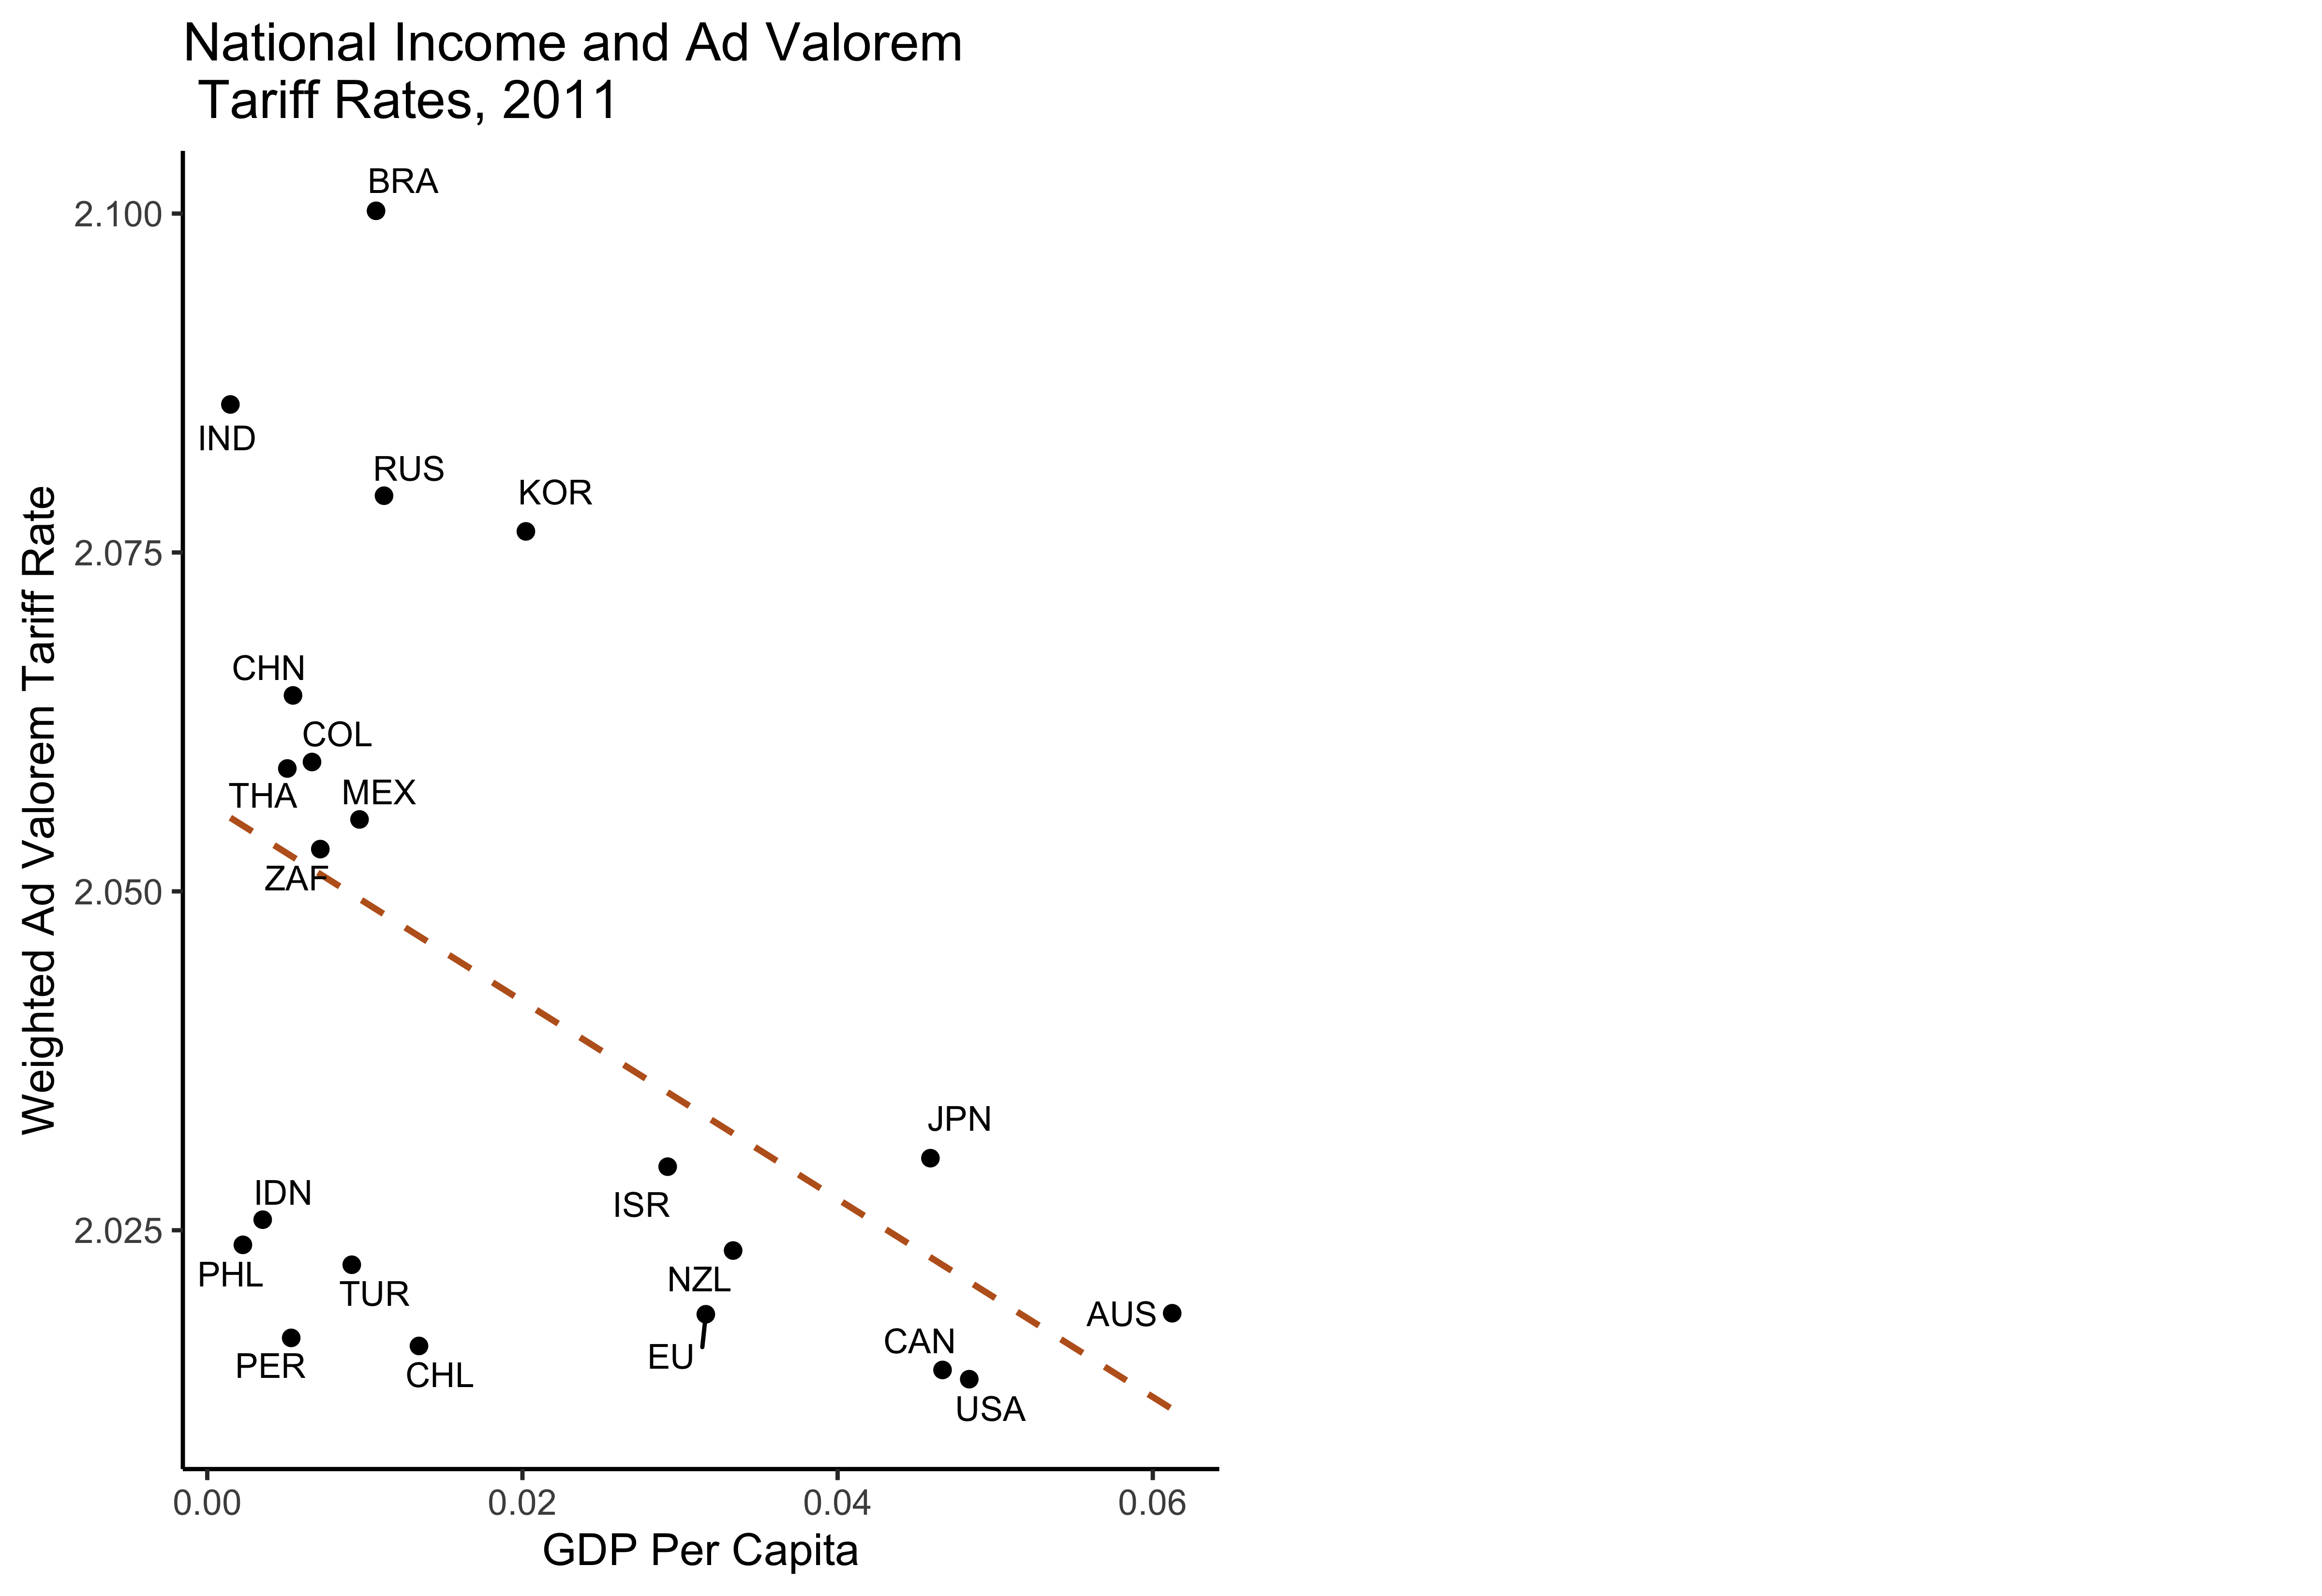 National Income and Ad Valorem
Tariff Rates, 2011
BRA
2.100
IND
RUS
KOR
2.075
CHN
COL
THA
MEX
ZAF
2.050
Weighted Ad Valorem Tariff Rate
JPN
IDN
ISR
2.025
PHL
TUR
NZL
AUS
PER
CHL
EU
CAN
USA
0.00 0.02 0.04 0.06
GDP Per Capita